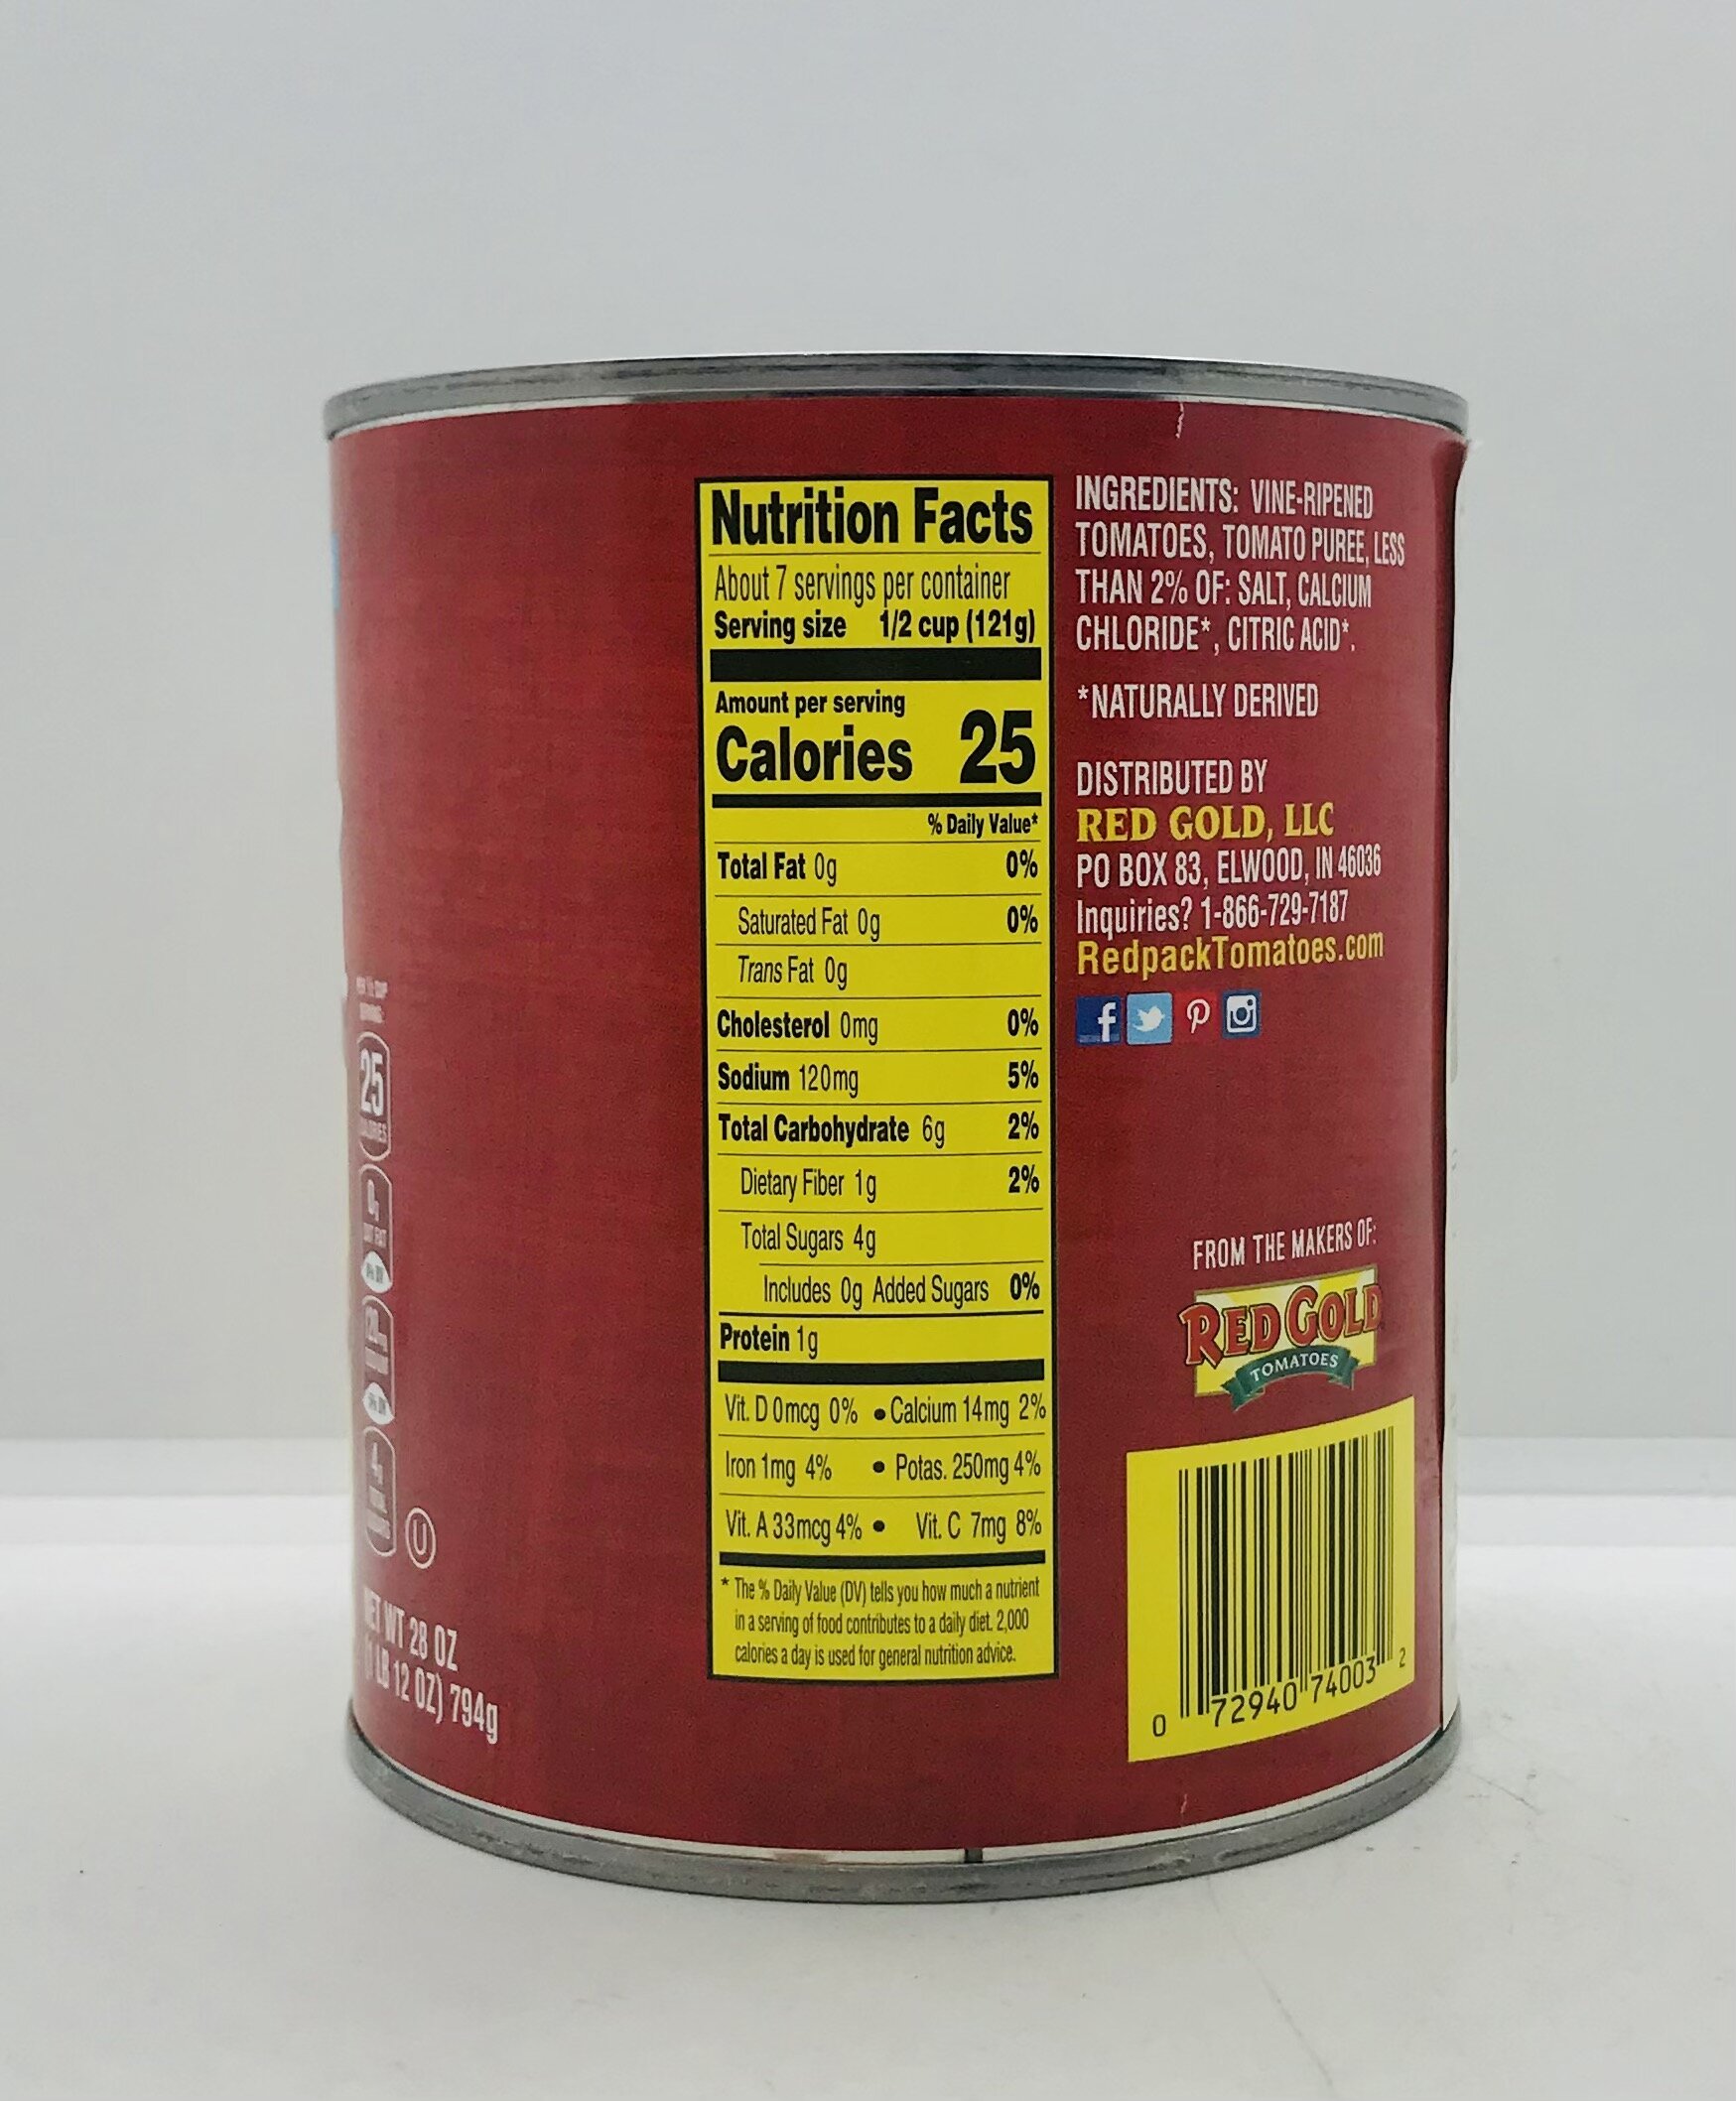 Nutrition Facts
About 7 servings per container
Serving size 1/2 cup (121g)
Amount per serving
Calories 25
% Daily Value*
Total Fat 0g 0%
Saturated Fat 0g 0%
Trans Fat 0g
Cholesterol 0mg 0%
Sodium 120mg 5%
Total Carbohydrate 6g 2%
Dietary Fiber 1g 2%
Total Sugars 4g
Includes 0g Added Sugars 0%
Protein 1g
Vit. D 0mcg 0% • Calcium 14mg 2%
Iron 1mg 4% • Potas. 250mg 4%
Vit. A 33mcg 4% • Vit. C 7mg 8%
* The % Daily Value (DV) tells you how much a nutrient
in a serving of food contributes to a daily diet. 2,000
calories a day is used for general nutrition advice.
INGREDIENTS: VINE-RIPENED
TOMATOES, TOMATO PUREE, LESS
THAN 2% OF: SALT, CALCIUM
CHLORIDE*, CITRIC ACID*.
*NATURALLY DERIVED
DISTRIBUTED BY
RED GOLD, LLC
PO BOX 83, ELWOOD, IN 46036
Inquiries? 1-866-729-7187
RedpackTomatoes.com
FROM THE MAKERS OF:
RED GOLD
TOMATOES
0 72940 74003 2
25
U
NET WT 28 OZ
(1 LB 12 OZ) 794g